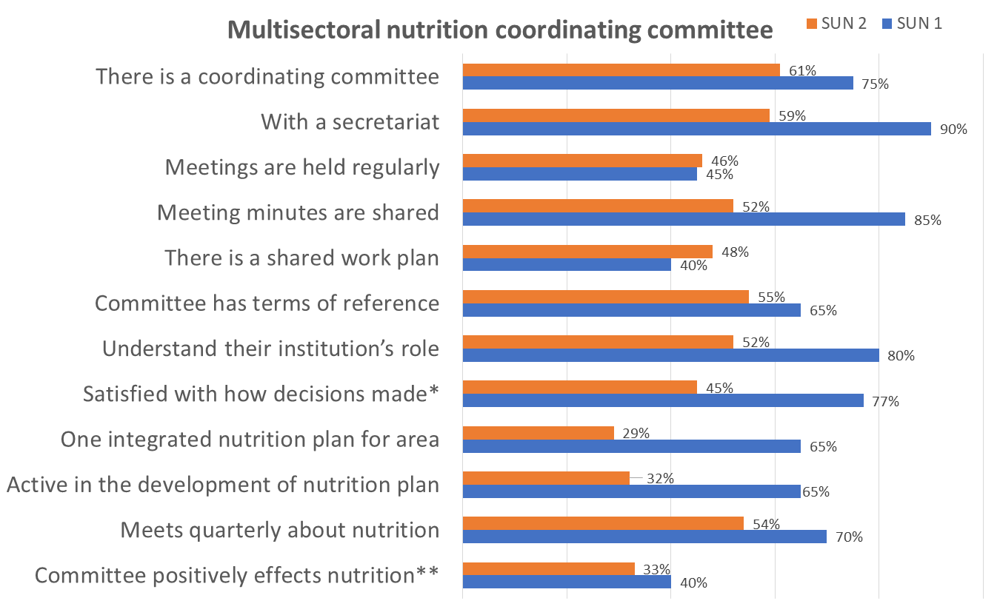 Multisectoral nutrition coordinating committee
SUN 2 SUN 1
There is a coordinating committee
61%
75%
With a secretariat
59%
90%
Meetings are held regularly
46%
45%
Meeting minutes are shared
52%
85%
There is a shared work plan
48%
40%
Committee has terms of reference
55%
65%
Understand their institution’s role
52%
80%
Satisfied with how decisions made*
45%
77%
One integrated nutrition plan for area
29%
65%
Active in the development of nutrition plan
32%
65%
Meets quarterly about nutrition
54%
70%
Committee positively effects nutrition**
33%
40%